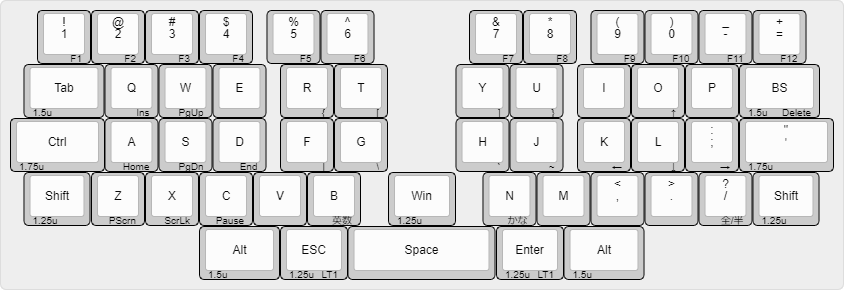 ! @ # $ % ^ & * ( ) _ +
1 2 3 4 5 6 7 8 9 0 - =
F1 F2 F3 F4 F5 F6 F7 F8 F9 F10 F11 F12
Tab Q W E R T Y U I O P BS
1.5u Ins PgUp { [ ] } ↑ 1.5u Delete
: "
Ctrl A S D F G H J K L ; '
1.75u Home PgDn End | \ ` ~ ← ↓ → 1.75u
< > ?
Shift Z X C V B Win N M , . / Shift
1.25u PScrn ScrLk Pause 英数 1.25u かな 全/半 1.25u
Alt ESC Space Enter Alt
1.5u 1.25u LT1 1.25u LT1 1.5u